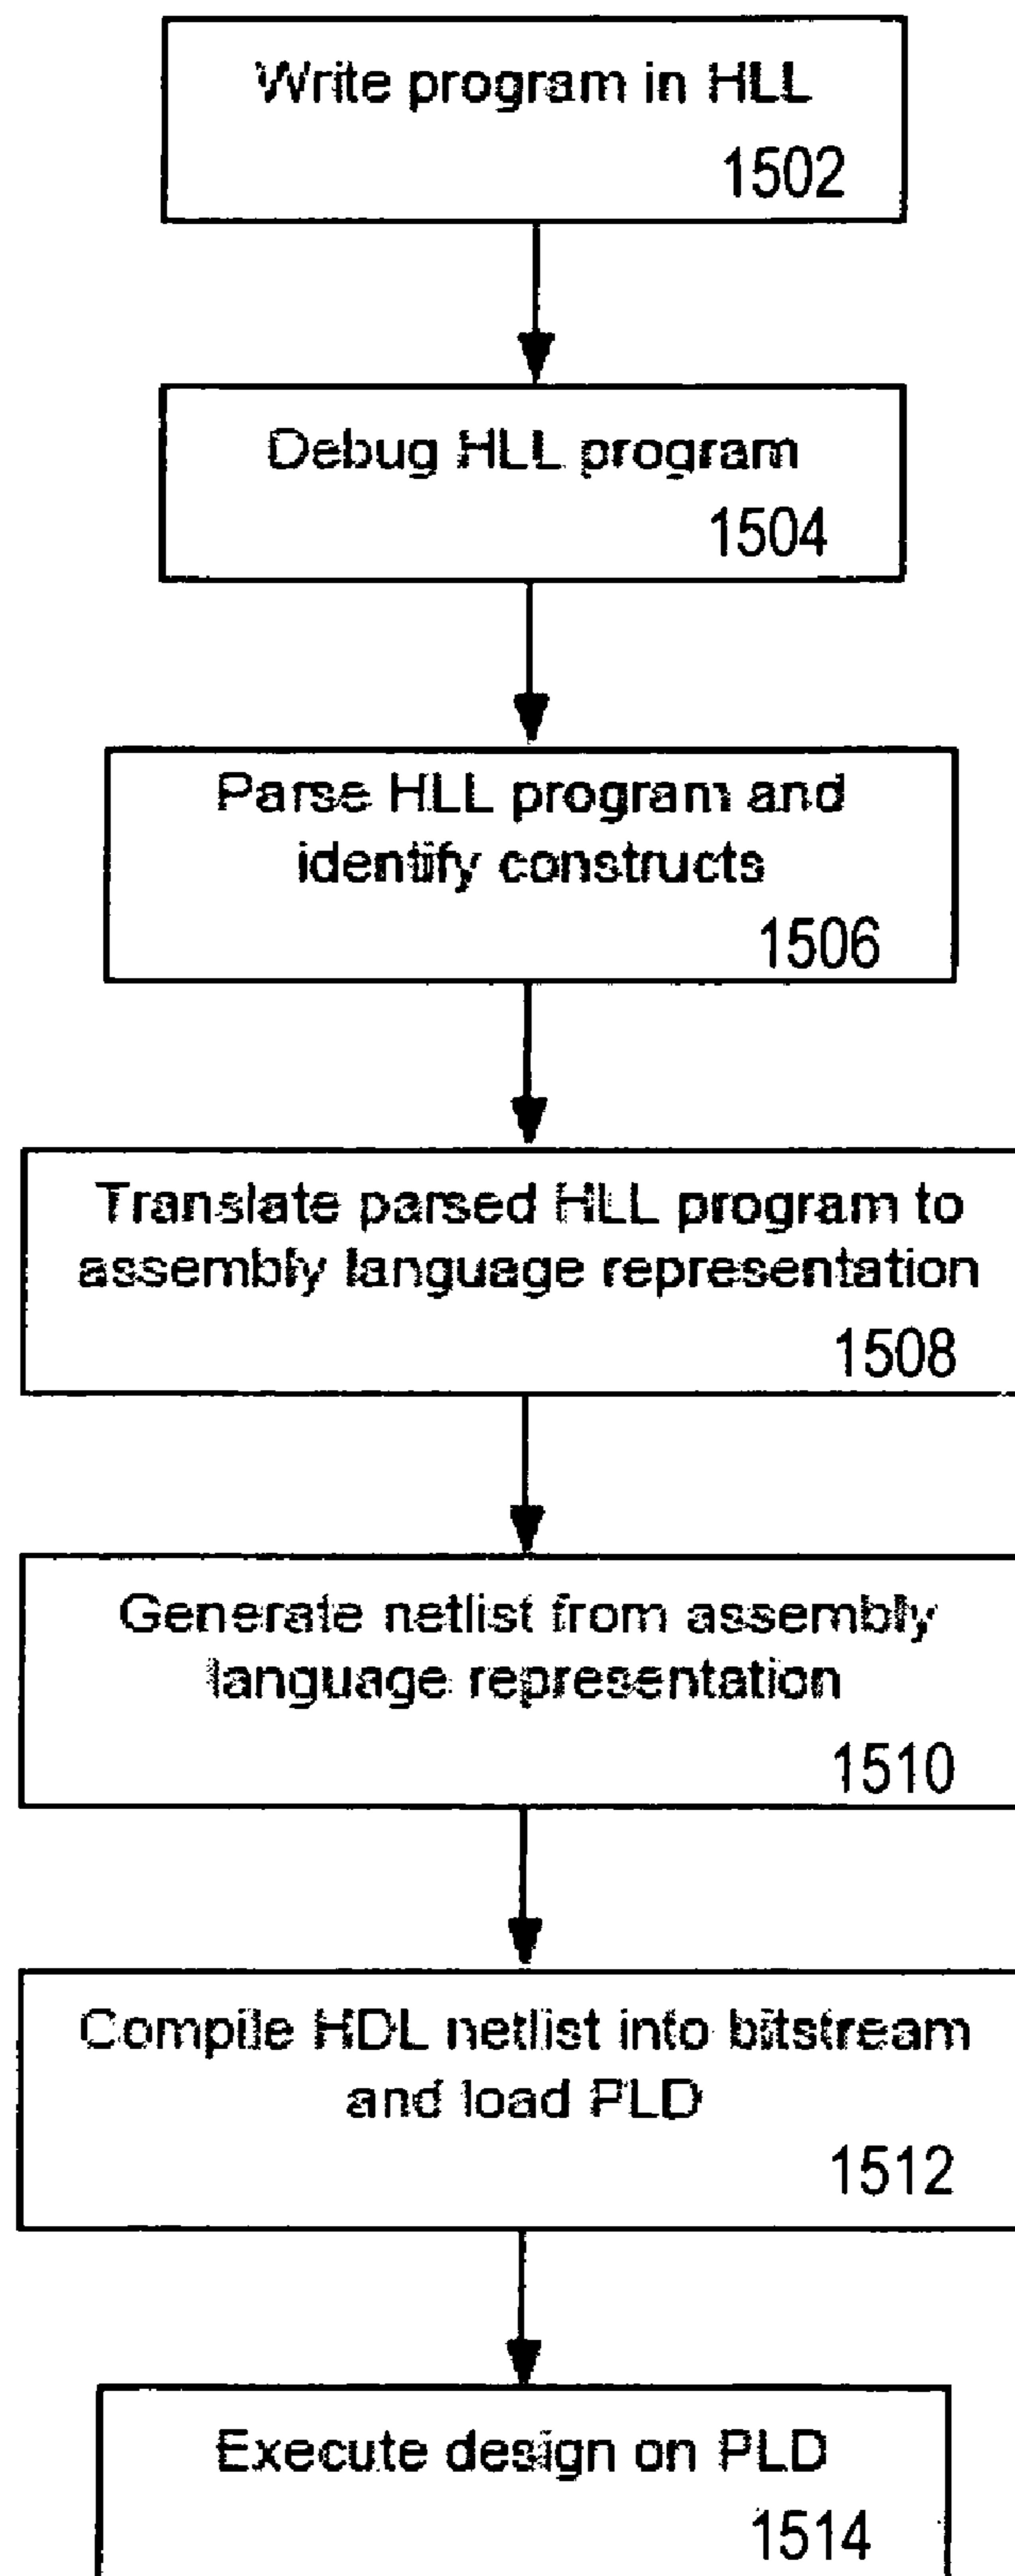 Write program in HLL
1502
Debug HLL program
1504
Parse HLL program and
identify constructs
1506
Translate parsed HLL program to
assembly language representation
1508
Generate netlist from assembly
language representation
1510
Compile HDL netlist into bitstream
and load PLD
1512
Execute design on PLD
1514